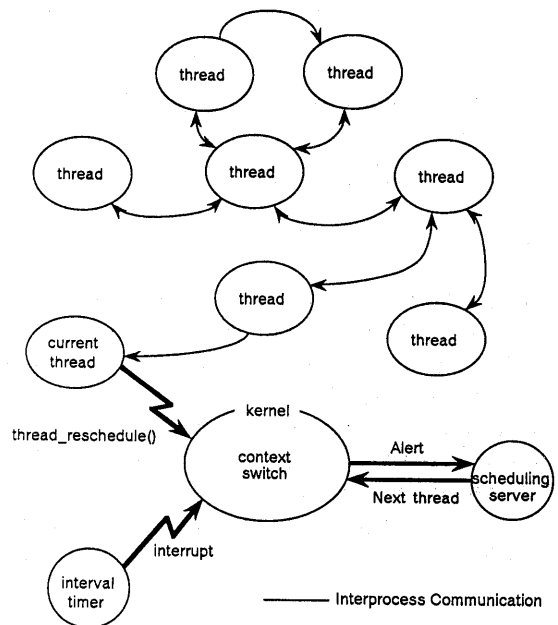 thread
thread
thread
thread
thread
thread
thread
current
thread
thread_reschedule()
kernel
context
switch
Alert
Next thread
scheduling
server
interrupt
interval
timer
Interprocess Communication